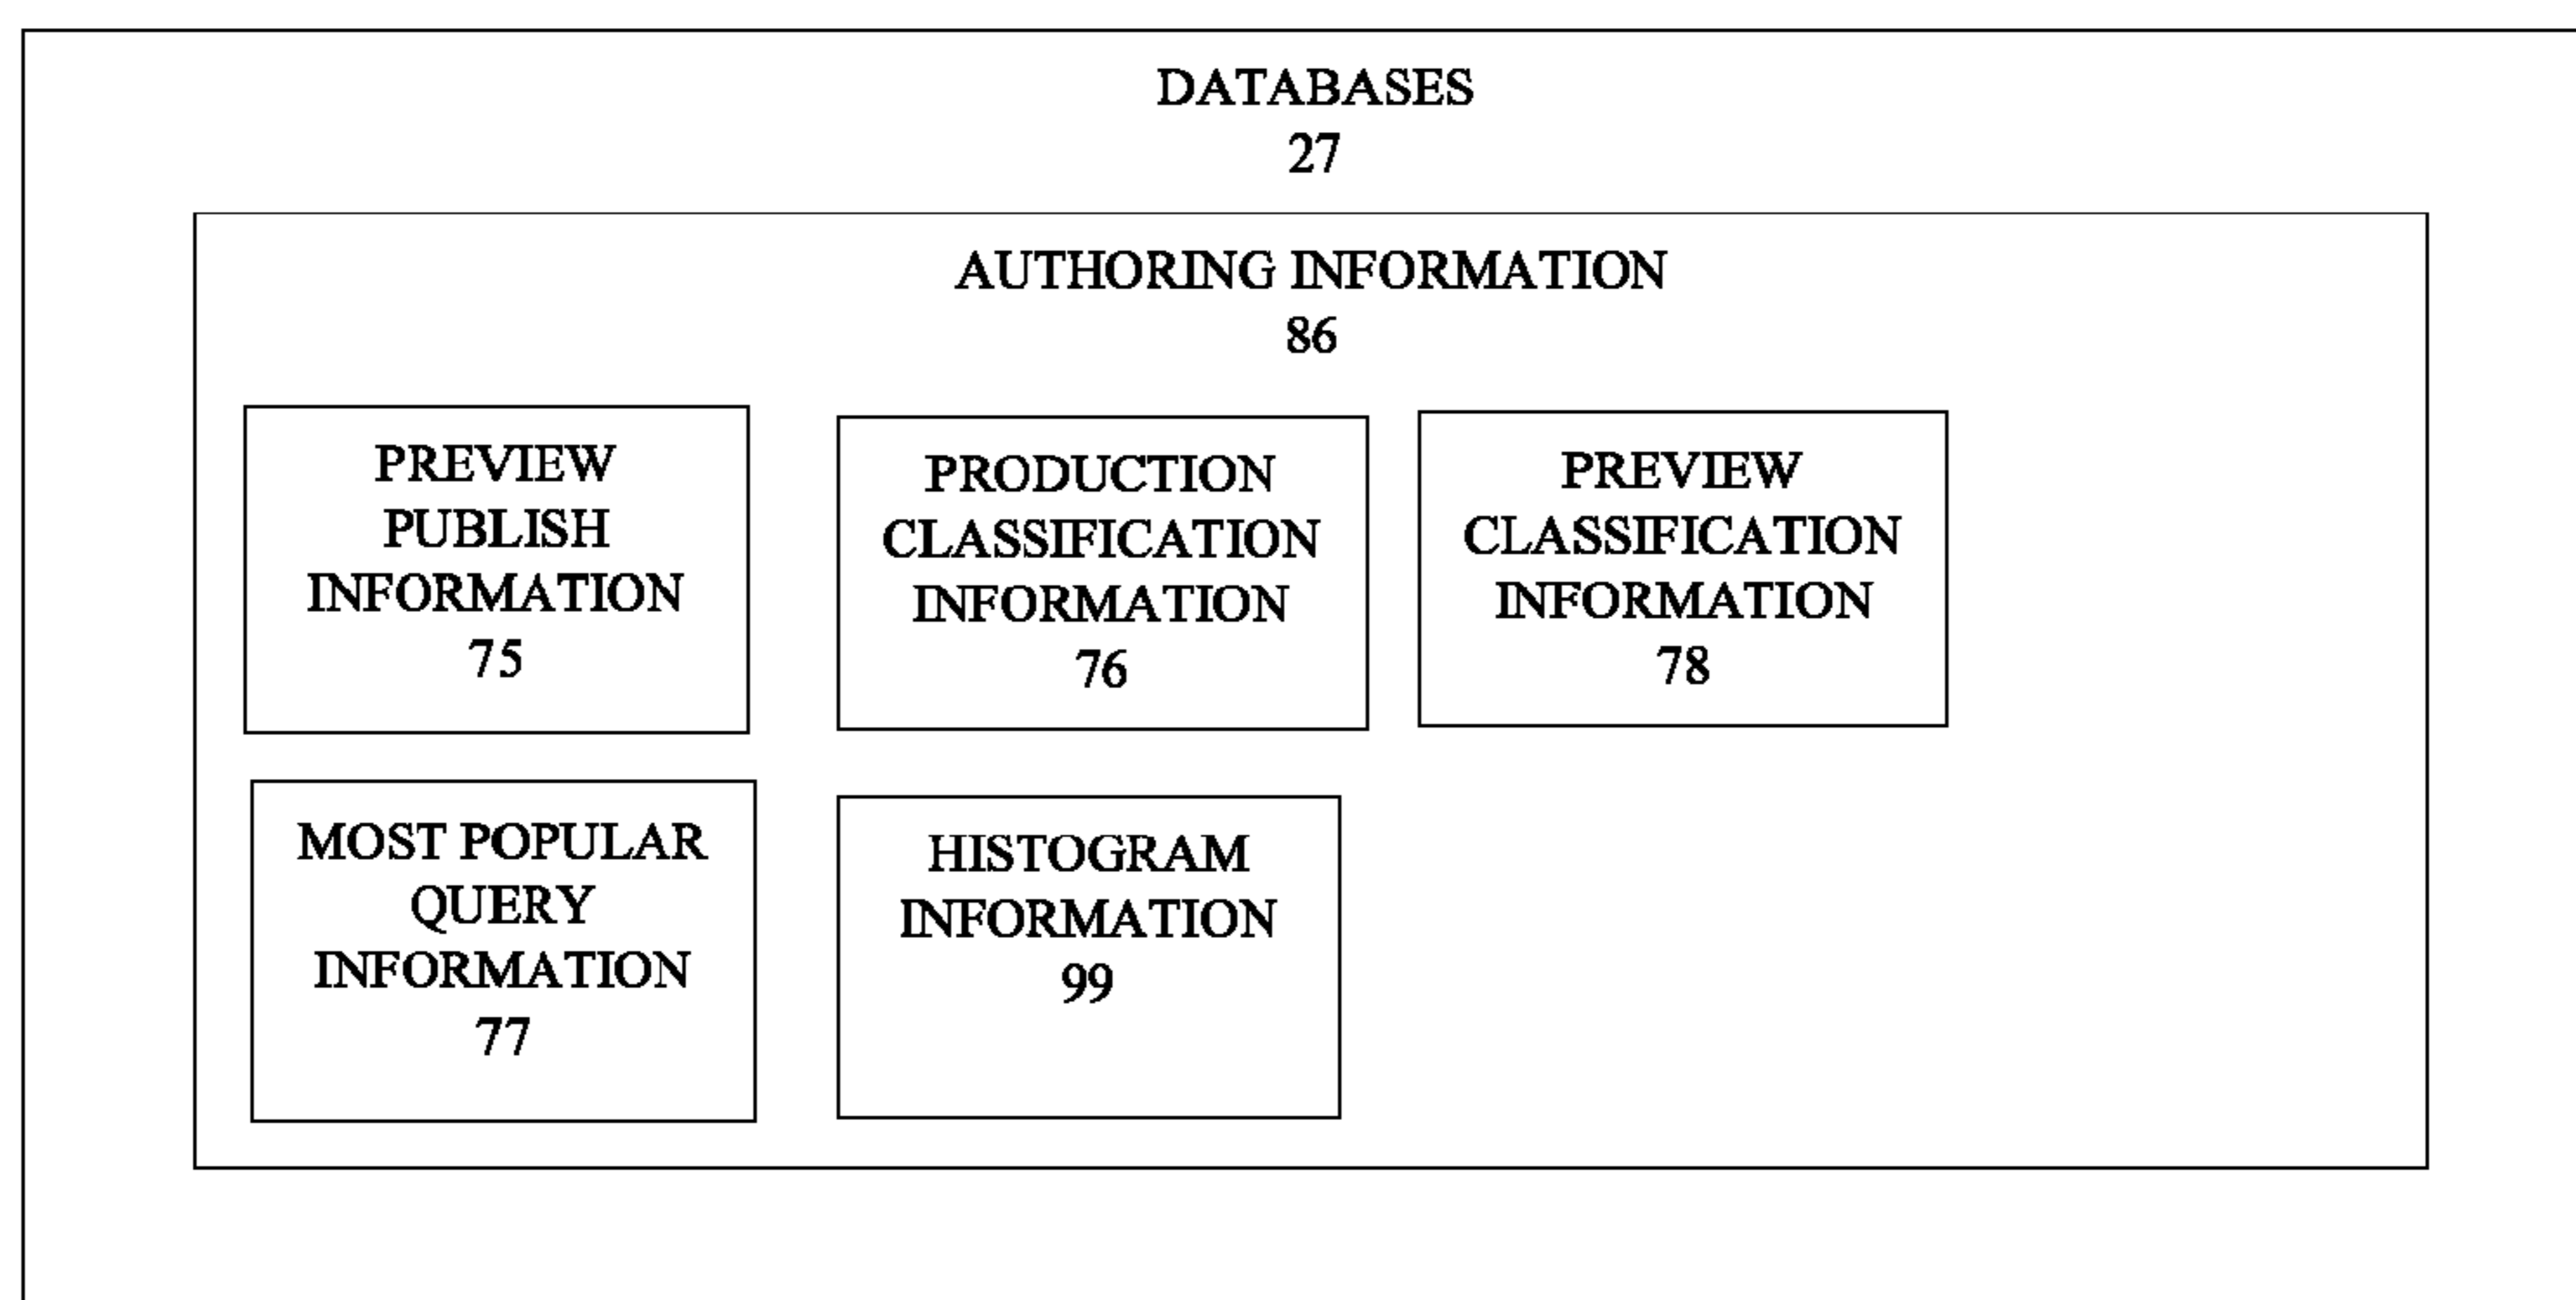 DATABASES
27
AUTHORING INFORMATION
86
PREVIEW
PUBLISH
INFORMATION
75
PRODUCTION
CLASSIFICATION
INFORMATION
76
PREVIEW
CLASSIFICATION
INFORMATION
78
MOST POPULAR
QUERY
INFORMATION
77
HISTOGRAM
INFORMATION
99